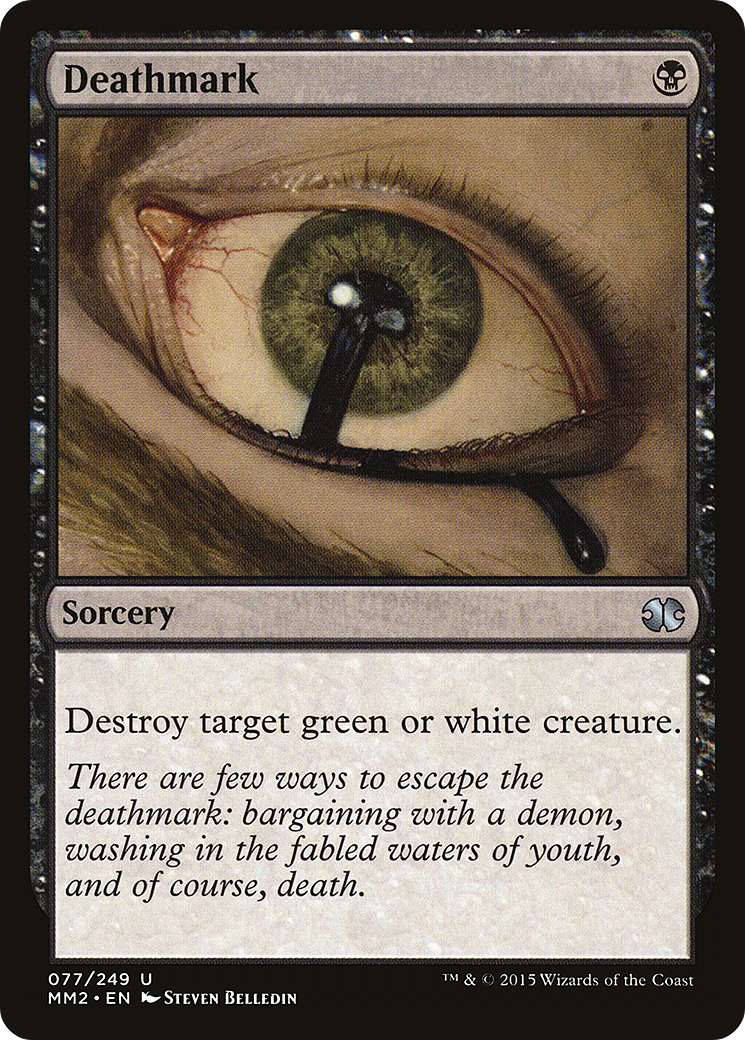 Deathmark
Sorcery
Destroy target green or white creature.
There are few ways to escape the
deathmark: bargaining with a demon,
washing in the fabled waters of youth,
and of course, death.
077/249 U
™ & © 2015 Wizards of the Coast
MM2 • EN Steven Belledin